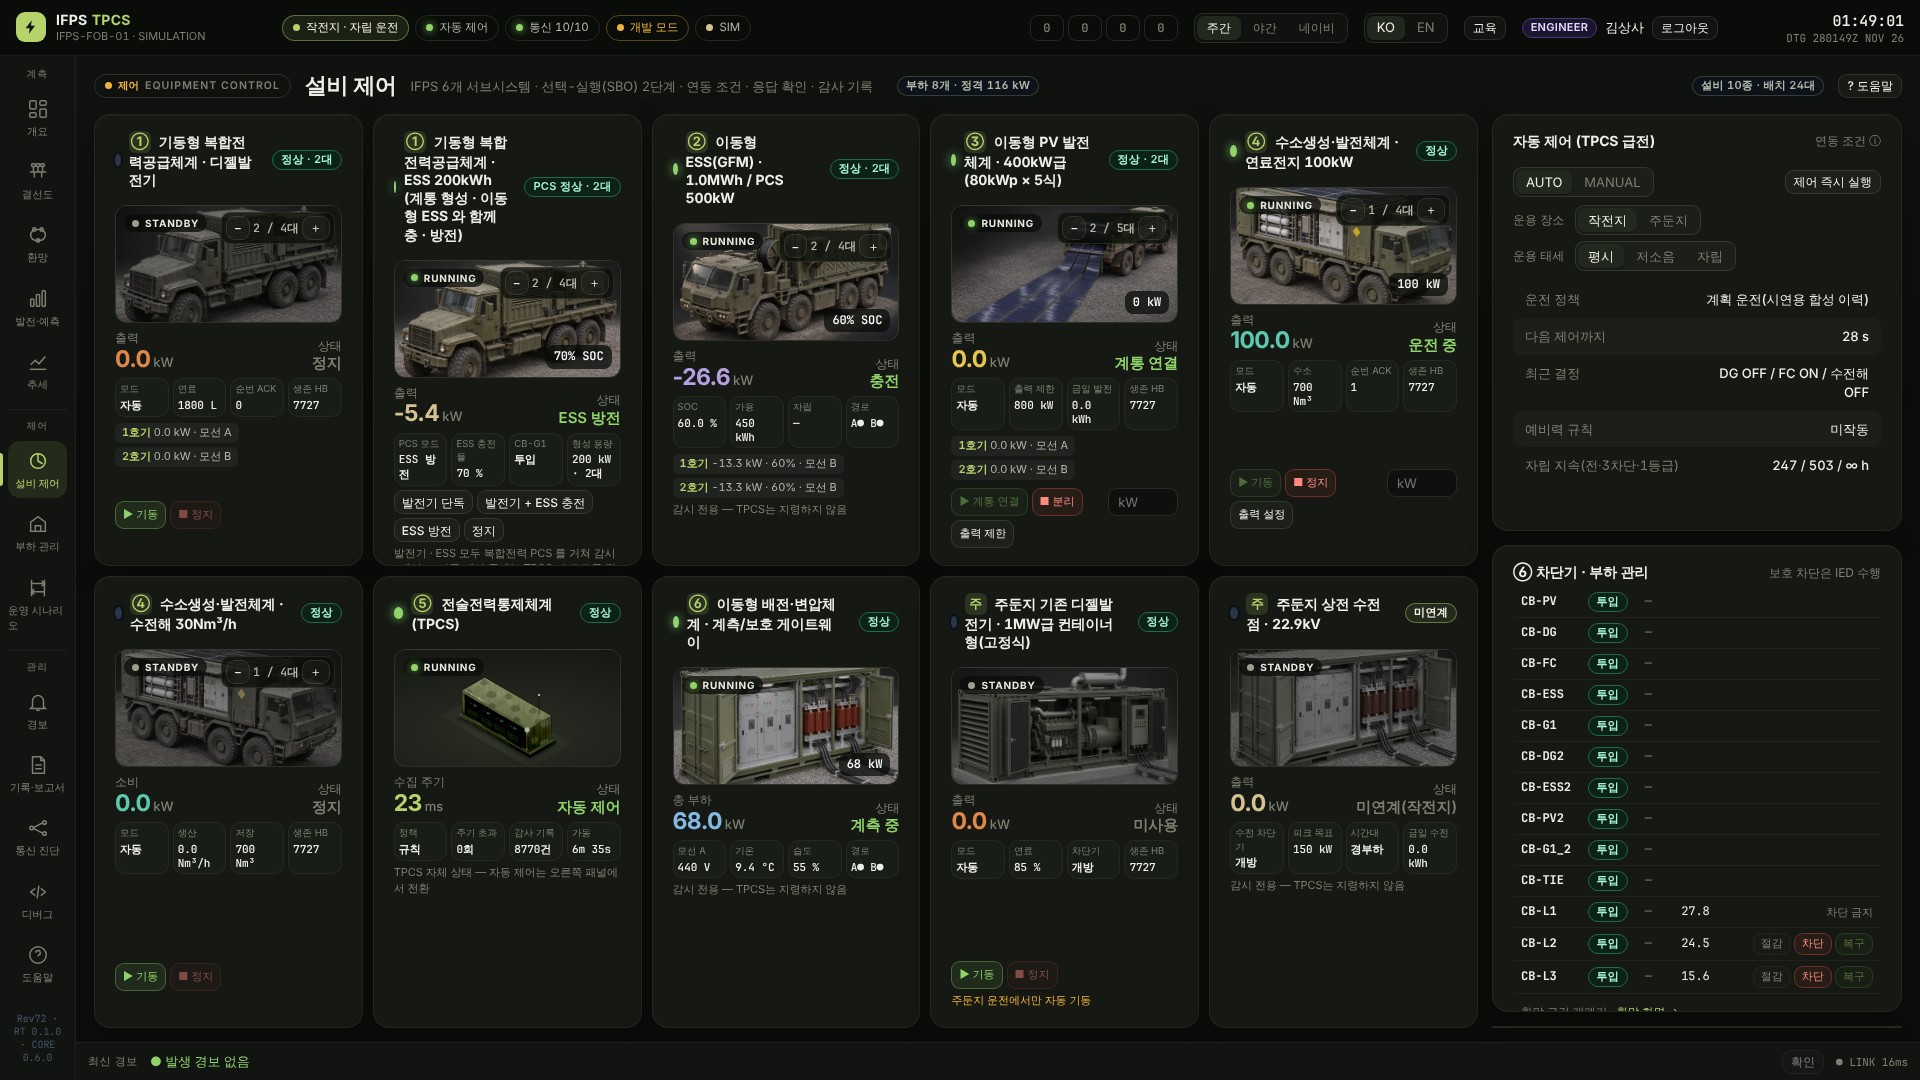 IFPS TPCS
IFPS-FOB-01 · SIMULATION
작전지 · 자립 운전
자동 제어
통신 10/10
개발 모드
SIM
0 0 0 0
주간 야간 네이비
KO EN
교육
ENGINEER 김상사 로그아웃
01:49:01
DTG 280149Z NOV 26
계측
개요
결선도
환망
발전·예측
추세
제어
설비 제어
부하 관리
운영 시나리오
관리
경보
기록·보고서
통신 진단
디버그
도움말
Rev72 ·
RT 0.1.0
· CORE
0.6.0
제어 EQUIPMENT CONTROL
설비 제어
IFPS 6개 서브시스템 · 선택-실행(SBO) 2단계 · 연동 조건 · 응답 확인 · 감사 기록
부하 8개 · 정격 116 kW
설비 10종 · 배치 24대
? 도움말
① 기동형 복합전
력공급체계 · 디젤발
전기
정상 · 2대
STANDBY
− 2 / 4대 +
출력
0.0 kW
상태
정지
모드 자동
연료 1800 L
순번 ACK 0
생존 HB 7727
1호기 0.0 kW · 모선 A
2호기 0.0 kW · 모선 B
▶ 기동 ■ 정지
① 기동형 복합
전력공급체계 ·
ESS 200kWh
(계통 형성 · 이동
형 ESS 와 함께
충 · 방전)
PCS 정상 · 2대
RUNNING
− 2 / 4대 +
70% SOC
출력
-5.4 kW
상태
ESS 방전
PCS 모드 ESS 방전
ESS 충전율 70 %
CB-G1 투입
형성 용량 200 kW · 2대
발전기 단독 발전기 + ESS 충전
ESS 방전 정지
발전기 · ESS 모두 복합전력 PCS 를 거쳐 감시
② 이동형
ESS(GFM) ·
1.0MWh / PCS
500kW
정상 · 2대
RUNNING
− 2 / 4대 +
60% SOC
출력
-26.6 kW
상태
충전
SOC 60.0 %
가용 450 kWh
자립 —
경로 A● B●
1호기 -13.3 kW · 60% · 모선 B
2호기 -13.3 kW · 60% · 모선 B
감시 전용 — TPCS는 지령하지 않음
③ 이동형 PV 발전
체계 · 400kW급
(80kWp × 5식)
정상 · 2대
RUNNING
− 2 / 5대 +
0 kW
출력
0.0 kW
상태
계통 연결
모드 자동
출력 제한 800 kW
금일 발전 0.0 kWh
생존 HB 7727
1호기 0.0 kW · 모선 A
2호기 0.0 kW · 모선 B
▶ 계통 연결 ■ 분리 kW
출력 제한
④ 수소생성·발전체계 ·
연료전지 100kW
정상
RUNNING
− 1 / 4대 +
100 kW
출력
100.0 kW
상태
운전 중
모드 자동
수소 700 Nm³
순번 ACK 1
생존 HB 7727
▶ 기동 ■ 정지 kW
출력 설정
자동 제어 (TPCS 급전)
연동 조건 ⓘ
AUTO MANUAL
제어 즉시 실행
운용 장소 작전지 주둔지
운용 태세 평시 저소음 자립
운전 정책 계획 운전(시연용 합성 이력)
다음 제어까지 28 s
최근 결정 DG OFF / FC ON / 수전해
OFF
예비력 규칙 미작동
자립 지속(전·3차단·1등급) 247 / 503 / ∞ h
④ 수소생성·발전체계 ·
수전해 30Nm³/h
정상
STANDBY
− 1 / 4대 +
소비
0.0 kW
상태
정지
모드 자동
생산 0.0 Nm³/h
저장 700 Nm³
생존 HB 7727
▶ 기동 ■ 정지
⑤ 전술전력통제체계
(TPCS)
정상
RUNNING
수집 주기
23 ms
상태
자동 제어
정책 규칙
주기 초과 0회
감사 기록 8770건
가동 6m 35s
TPCS 자체 상태 — 자동 제어는 오른쪽 패널에
서 전환
⑥ 이동형 배전·변압체
계 · 계측/보호 게이트웨
이
정상
RUNNING
68 kW
총 부하
68.0 kW
상태
계측 중
모선 A 440 V
기온 9.4 °C
습도 55 %
경로 A● B●
감시 전용 — TPCS는 지령하지 않음
주 주둔지 기존 디젤발
전기 · 1MW급 컨테이너
형(고정식)
정상
STANDBY
출력
0.0 kW
상태
미사용
모드 자동
연료 85 %
차단기 개방
생존 HB 7727
▶ 기동 ■ 정지
주둔지 운전에서만 자동 기동
주 주둔지 상전 수전
점 · 22.9kV
미연계
STANDBY
출력
0.0 kW
상태
미연계(작전지)
수전 차단기 개방
피크 목표 150 kW
시간대 경부하
금일 수전 0.0 kWh
감시 전용 — TPCS는 지령하지 않음
⑥ 차단기 · 부하 관리
보호 차단은 IED 수행
CB-PV 투입 —
CB-DG 투입 —
CB-FC 투입 —
CB-ESS 투입 —
CB-G1 투입 —
CB-DG2 투입 —
CB-ESS2 투입 —
CB-PV2 투입 —
CB-G1_2 투입 —
CB-TIE 투입 —
CB-L1 투입 — 27.8 차단 금지
CB-L2 투입 — 24.5 절감 차단 복구
CB-L3 투입 — 15.6 절감 차단 복구
최신 경보 발생 경보 없음
확인
LINK 16ms